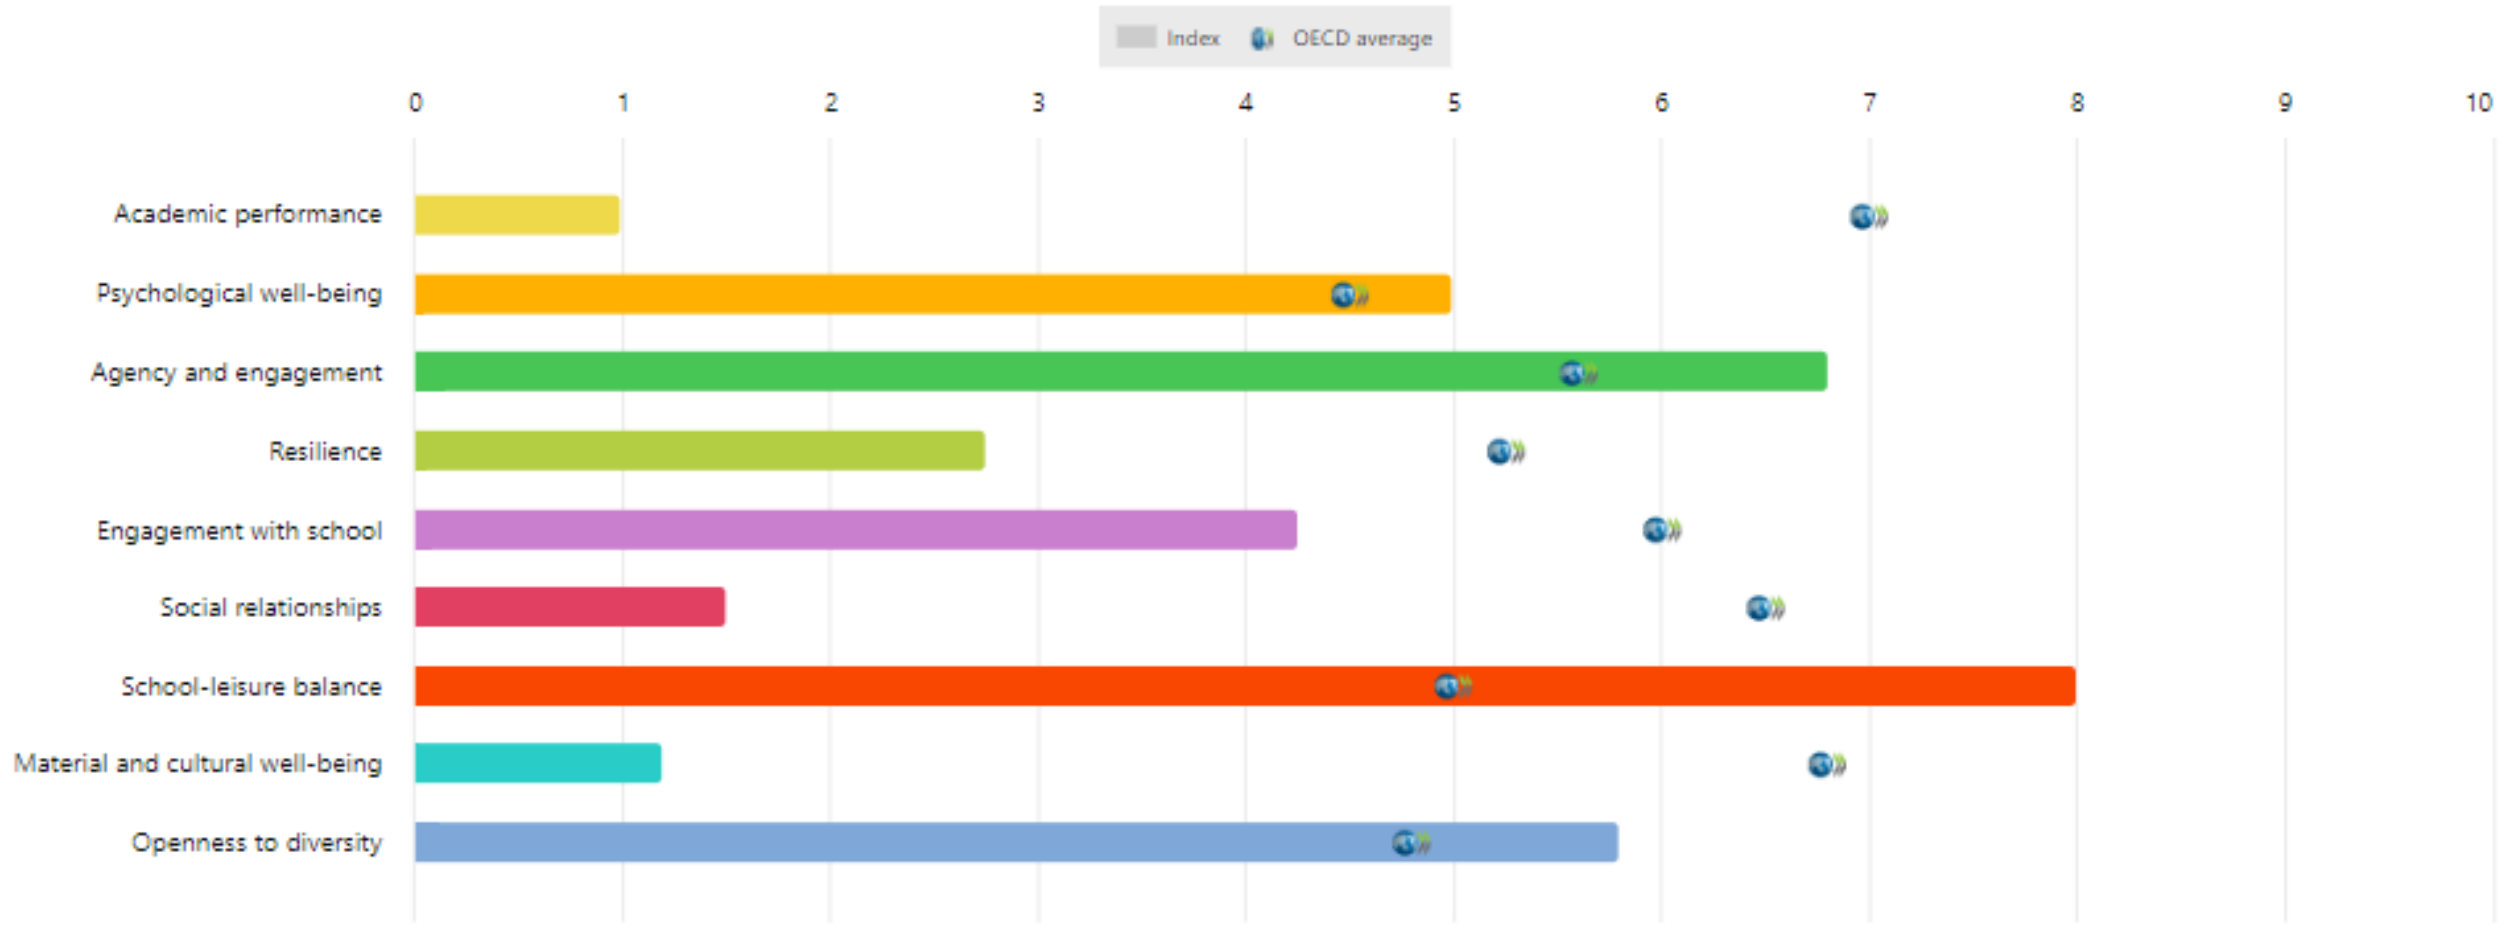 Index OECD average
0 1 2 3 4 5 6 7 8 9 10
Academic performance
Psychological well-being
Agency and engagement
Resilience
Engagement with school
Social relationships
School-leisure balance
Material and cultural well-being
Openness to diversity